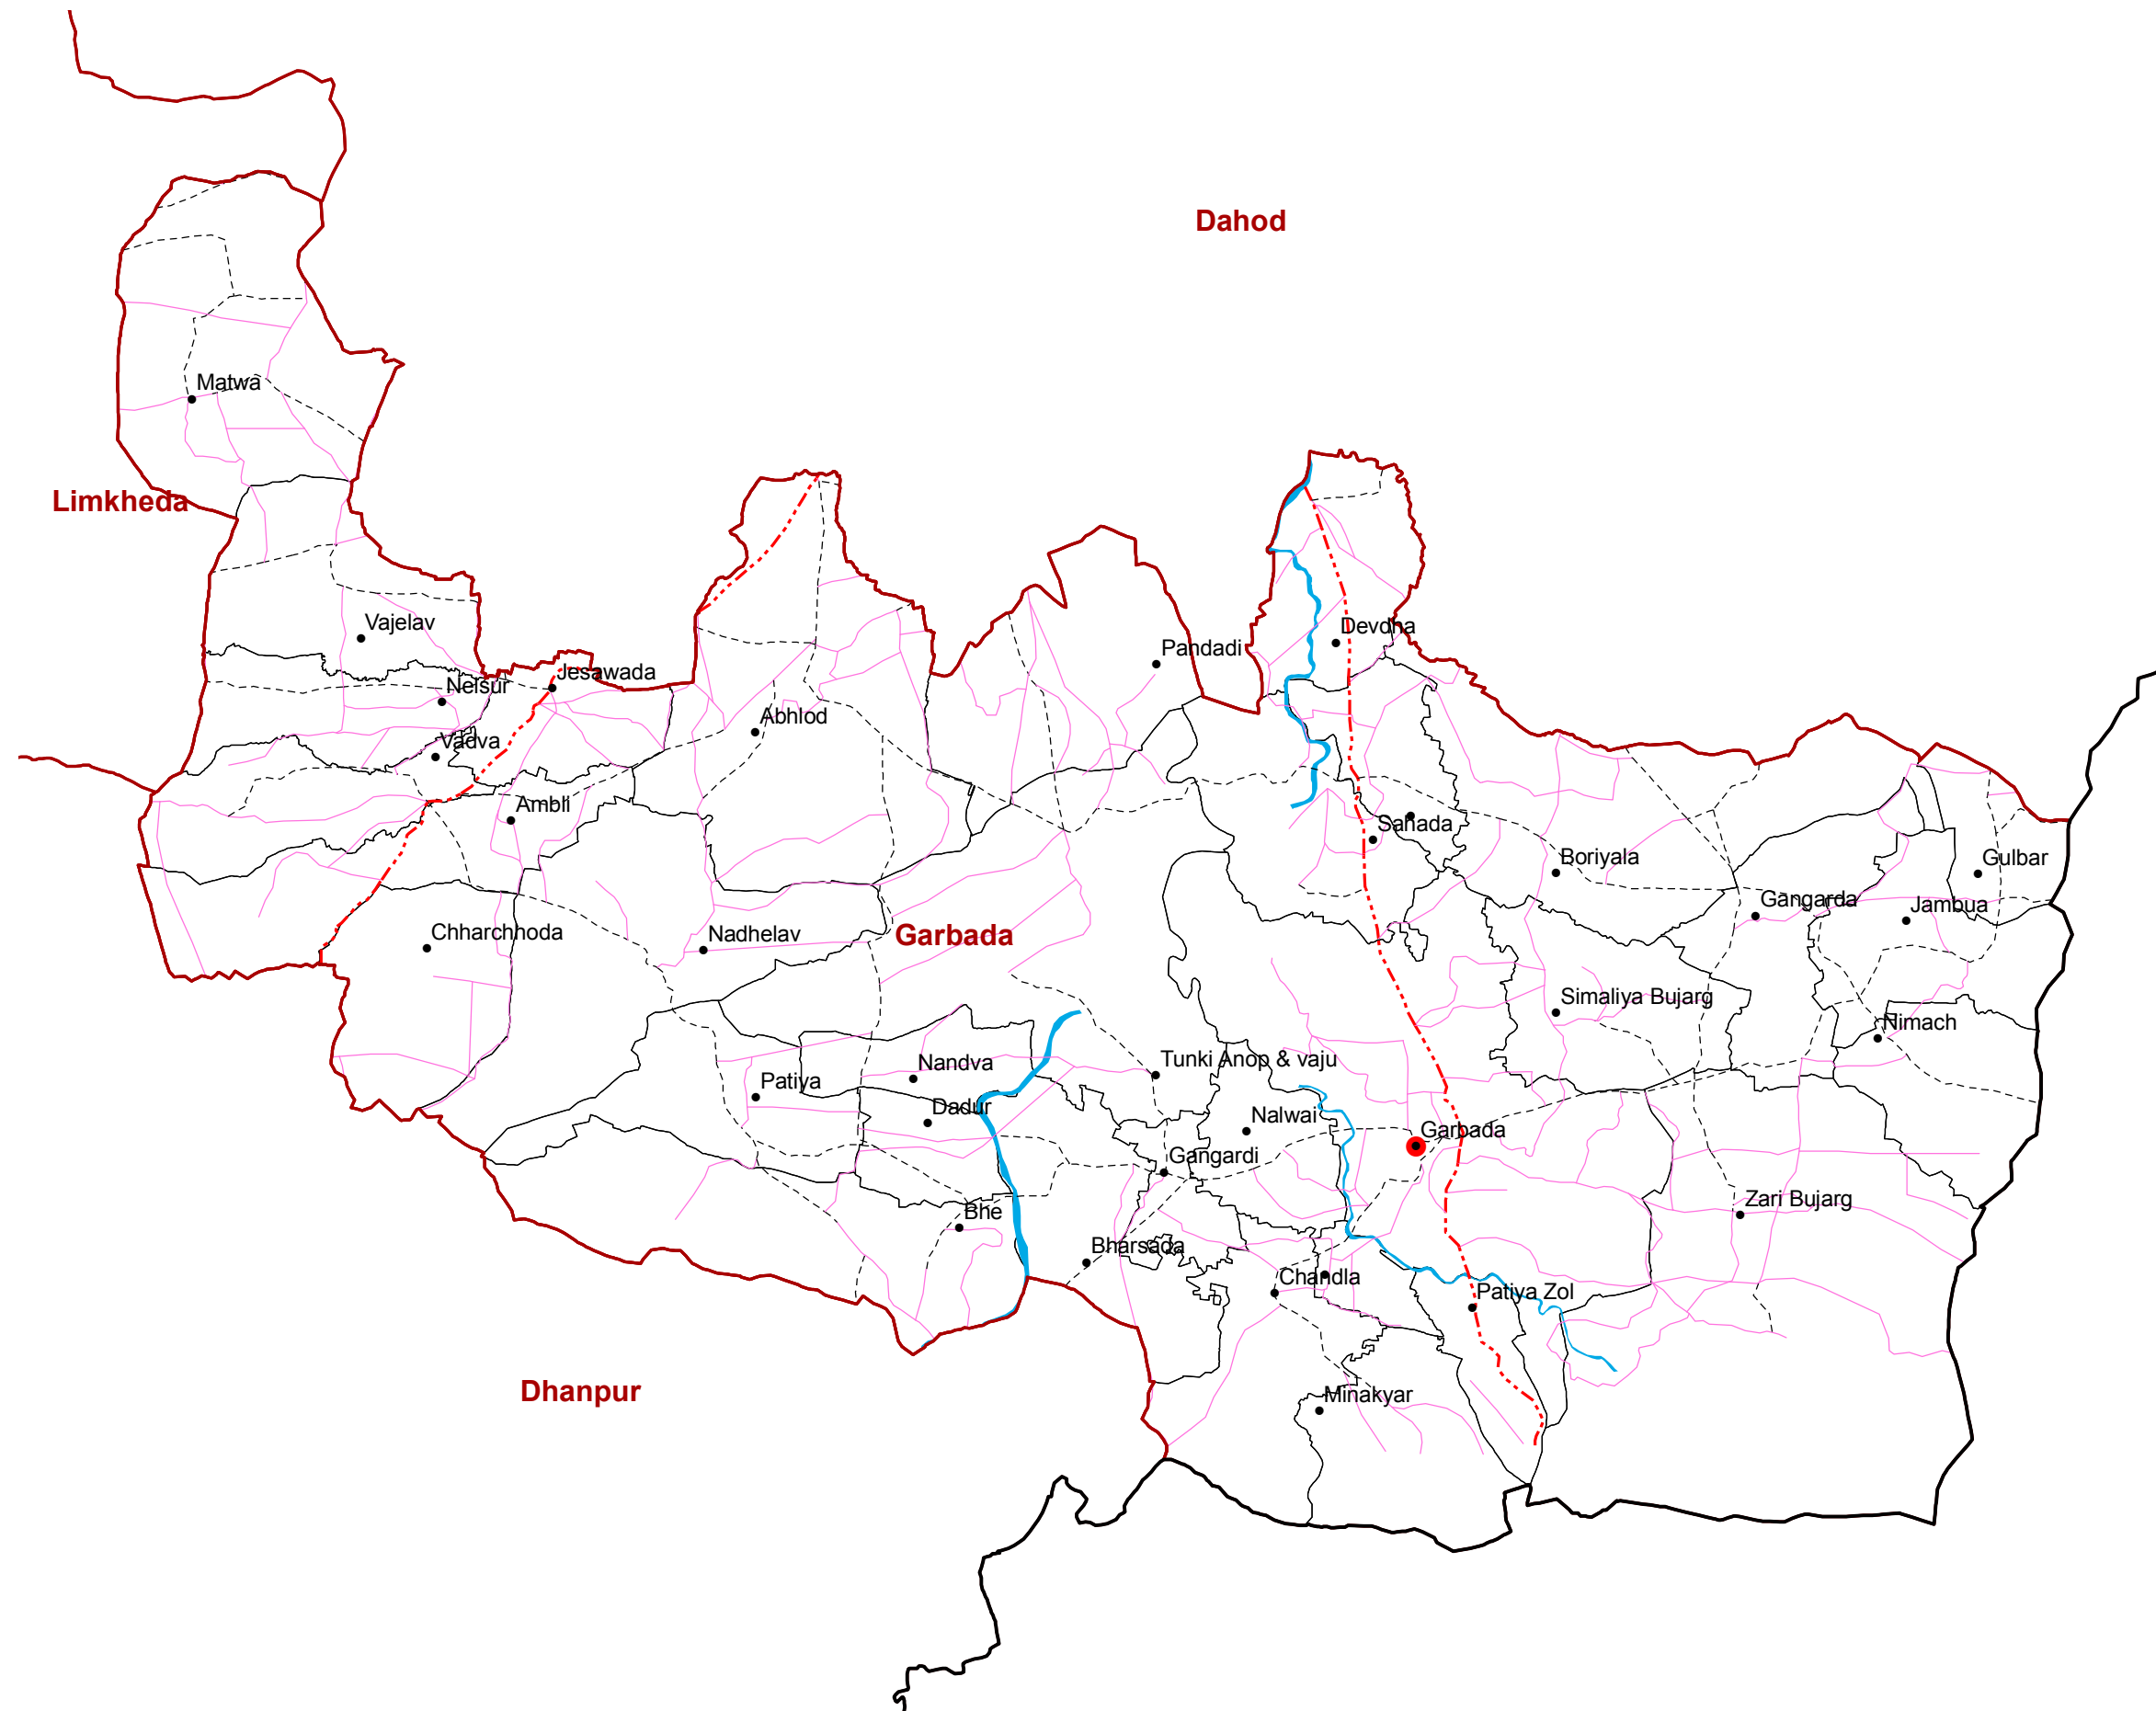 Dahod
Matwa
Limkheda
Vajelav
Devdha
Pandadi
Jesawada
Nelsur
Abhlod
Vadva
Ambli
Sahada
Boriyala
Gulbar
Gangarda
Jambua
Chharchhoda
Nadhelav
Garbada
Simaliya Bujarg
Nimach
Nandva
Tunki Anop & vaju
Patiya
Dadur
Nalwai
Garbada
Gangardi
Zari Bujarg
Bhe
Bharsada
Chandla
Patiya Zol
Dhanpur
Minakyar